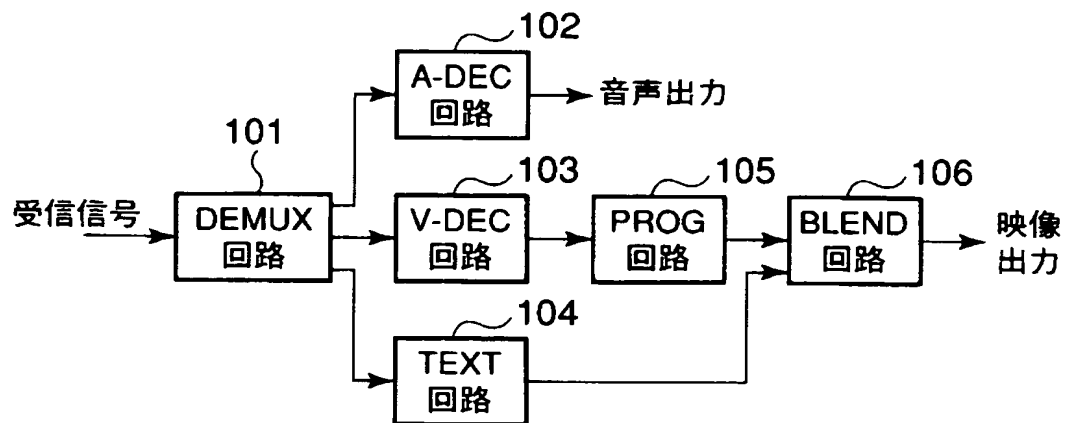 102
A-DEC
回路
音声出力
101
103
105
106
受信信号
DEMUX
回路
V-DEC
回路
PROG
回路
BLEND
回路
映像
出力
104
TEXT
回路